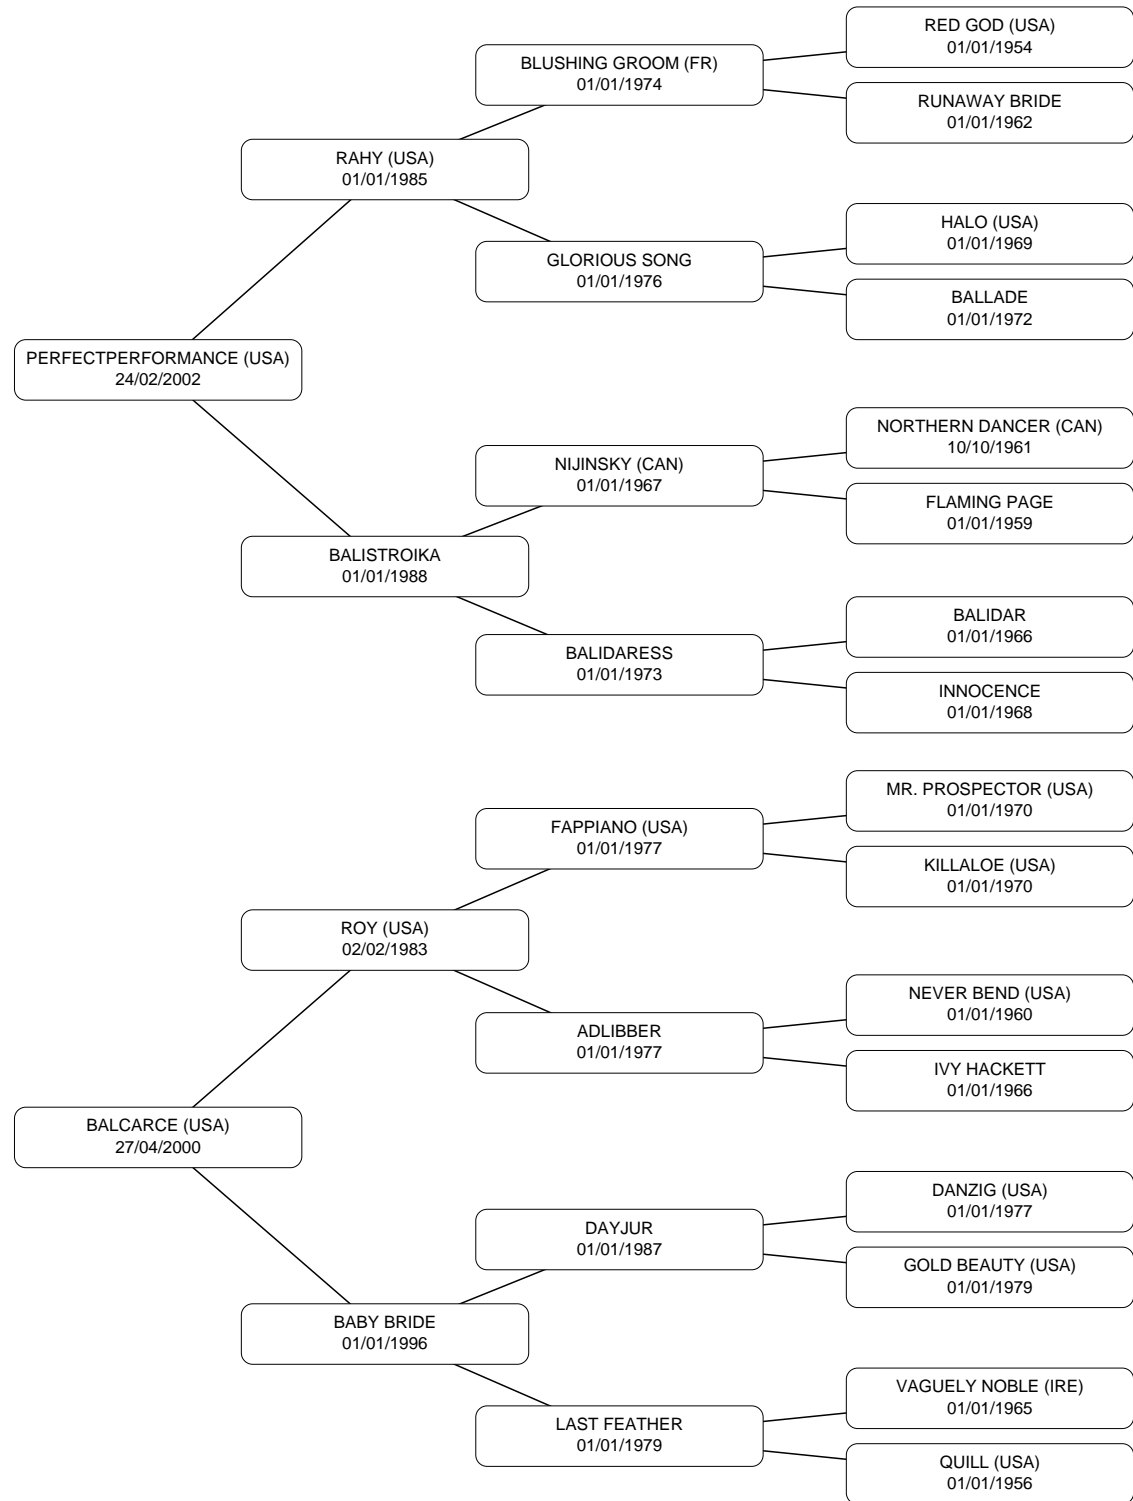 RED GOD (USA)
01/01/1954
BLUSHING GROOM (FR)
01/01/1974
RUNAWAY BRIDE
01/01/1962
RAHY (USA)
01/01/1985
HALO (USA)
01/01/1969
GLORIOUS SONG
01/01/1976
BALLADE
01/01/1972
PERFECTPERFORMANCE (USA)
24/02/2002
NORTHERN DANCER (CAN)
10/10/1961
NIJINSKY (CAN)
01/01/1967
FLAMING PAGE
01/01/1959
BALISTROIKA
01/01/1988
BALIDAR
01/01/1966
BALIDARESS
01/01/1973
INNOCENCE
01/01/1968
MR. PROSPECTOR (USA)
01/01/1970
FAPPIANO (USA)
01/01/1977
KILLALOE (USA)
01/01/1970
ROY (USA)
02/02/1983
NEVER BEND (USA)
01/01/1960
ADLIBBER
01/01/1977
IVY HACKETT
01/01/1966
BALCARCE (USA)
27/04/2000
DANZIG (USA)
01/01/1977
DAYJUR
01/01/1987
GOLD BEAUTY (USA)
01/01/1979
BABY BRIDE
01/01/1996
VAGUELY NOBLE (IRE)
01/01/1965
LAST FEATHER
01/01/1979
QUILL (USA)
01/01/1956